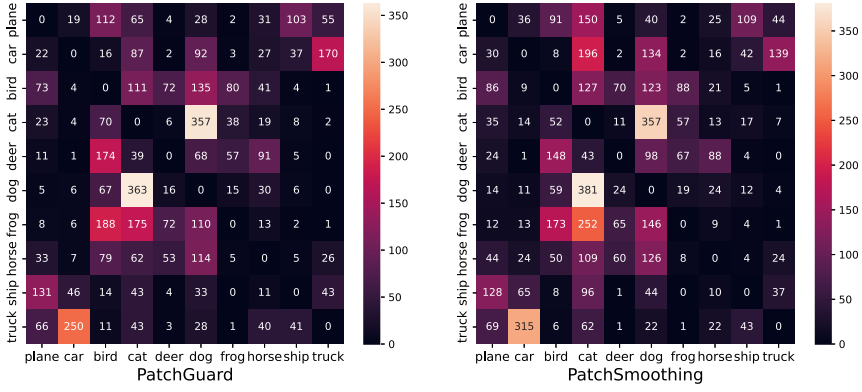 plane 0 19 112 65 4 28 2 31 103 55
car 22 0 16 87 2 92 3 27 37 170
bird 73 4 0 111 72 135 80 41 4 1
cat 23 4 70 0 6 357 38 19 8 2
deer 11 1 174 39 0 68 57 91 5 0
dog 5 6 67 363 16 0 15 30 6 0
frog 8 6 188 175 72 110 0 13 2 1
horse 33 7 79 62 53 114 5 0 5 26
ship 131 46 14 43 4 33 0 11 0 43
truck 66 250 11 43 3 28 1 40 41 0
plane car bird cat deer dog frog horse ship truck
PatchGuard
350
300
250
200
150
100
50
0
plane 0 36 91 150 5 40 2 25 109 44
car 30 0 8 196 2 134 2 16 42 139
bird 86 9 0 127 70 123 88 21 5 1
cat 35 14 52 0 11 357 57 13 17 7
deer 24 1 148 43 0 98 67 88 4 0
dog 14 11 59 381 24 0 19 24 12 4
frog 12 13 173 252 65 146 0 9 4 1
horse 44 24 50 109 60 126 8 0 4 24
ship 128 65 8 96 1 44 0 10 0 37
truck 69 315 6 62 1 22 1 22 43 0
plane car bird cat deer dog frog horse ship truck
PatchSmoothing
350
300
250
200
150
100
50
0